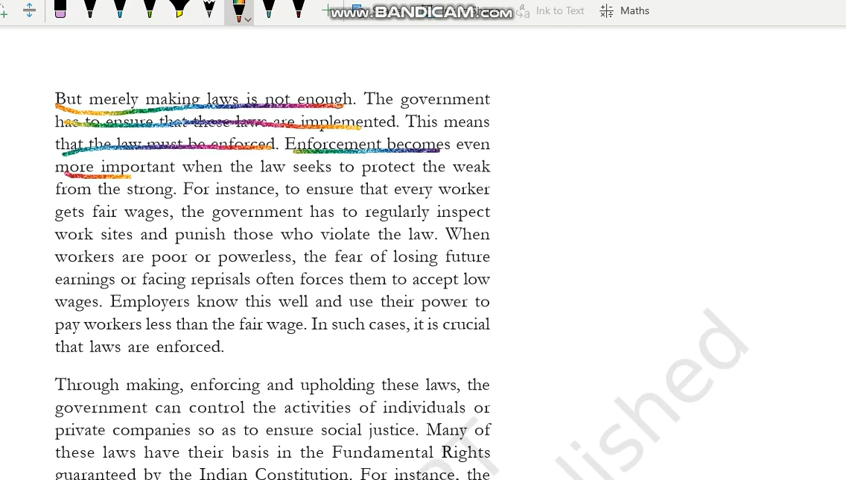 WWW.BANDICAM.COM
Ink to Text Maths
But merely making laws is not enough. The government
has to ensure that these laws are implemented. This means
that the law must be enforced. Enforcement becomes even
more important when the law seeks to protect the weak
from the strong. For instance, to ensure that every worker
gets fair wages, the government has to regularly inspect
work sites and punish those who violate the law. When
workers are poor or powerless, the fear of losing future
earnings or facing reprisals often forces them to accept low
wages. Employers know this well and use their power to
pay workers less than the fair wage. In such cases, it is crucial
that laws are enforced.
Through making, enforcing and upholding these laws, the
government can control the activities of individuals or
private companies so as to ensure social justice. Many of
these laws have their basis in the Fundamental Rights
guaranteed by the Indian Constitution. For instance, the